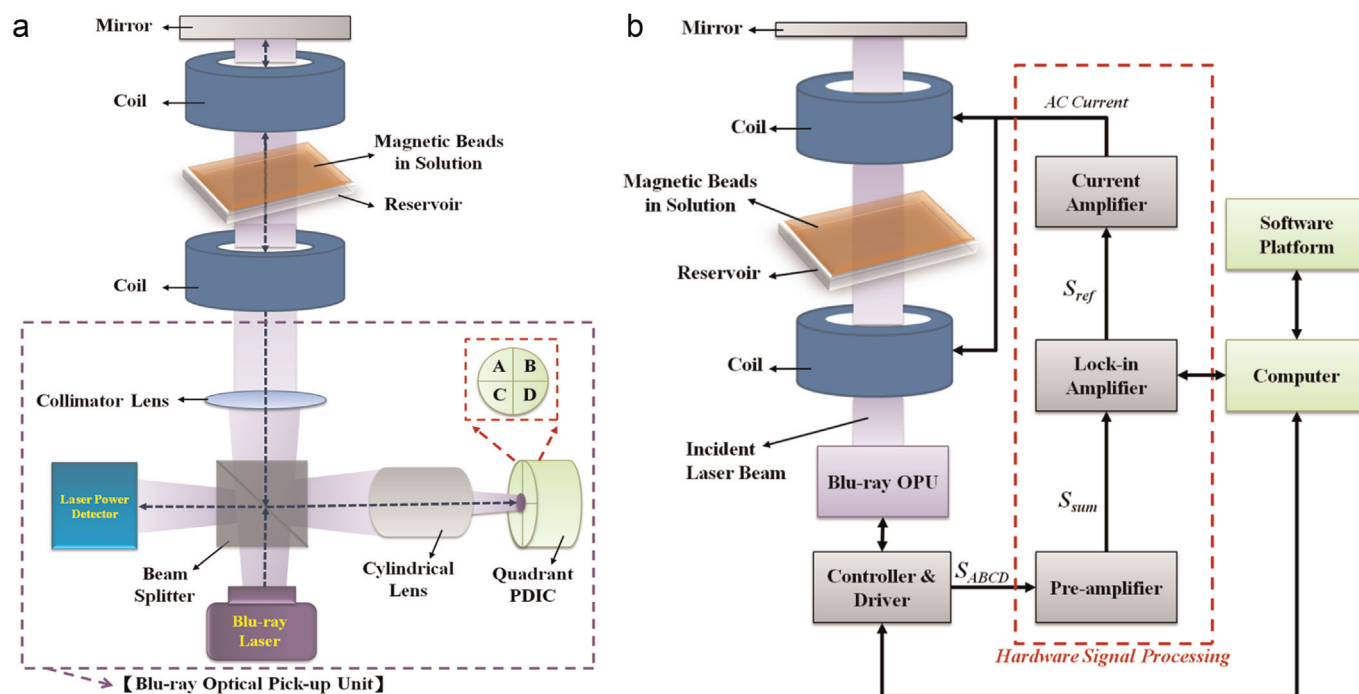 a
Mirror
Coil
Magnetic Beads
in Solution
Reservoir
Coil
A B
C D
Collimator Lens
Laser Power
Detector
Beam
Splitter
Cylindrical
Lens
Quadrant
PDIC
Blu-ray
Laser
【Blu-ray Optical Pick-up Unit】
b
Mirror
AC Current
Coil
Current
Amplifier
Magnetic Beads
in Solution
Software
Platform
Reservoir
Sref
Coil
Lock-in
Amplifier
Computer
Incident
Laser Beam
Blu-ray OPU
Ssum
Controller &
Driver
SABCD
Pre-amplifier
Hardware Signal Processing